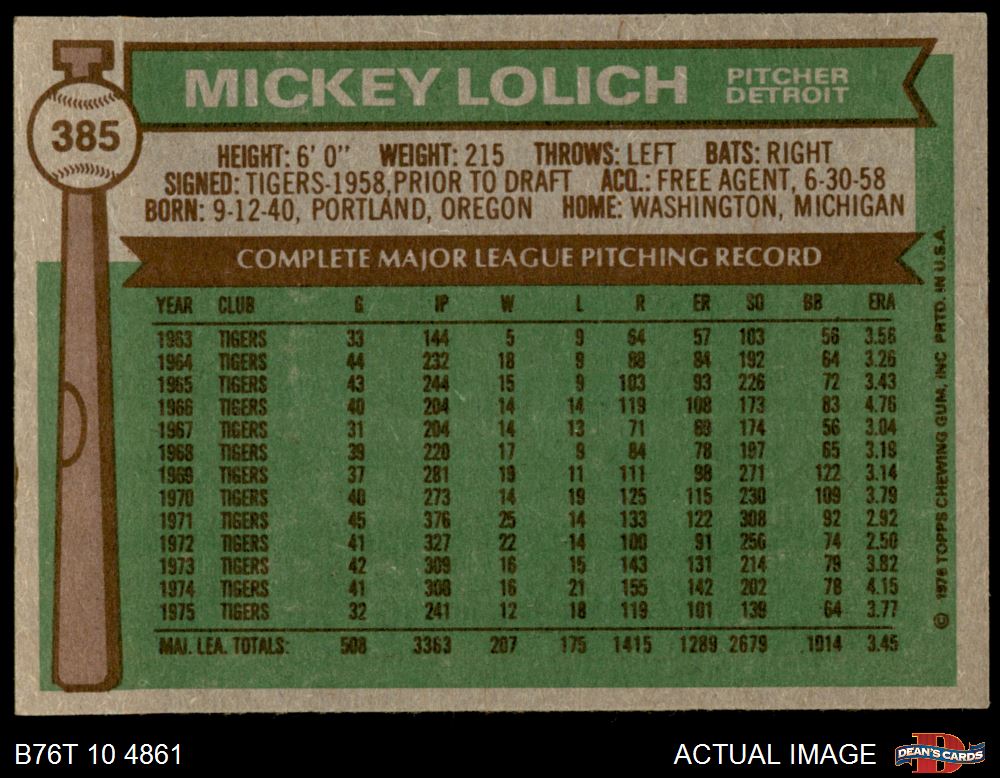 MICKEY LOLICH PITCHER DETROIT
385
HEIGHT: 6' 0" WEIGHT: 215 THROWS: LEFT BATS: RIGHT
SIGNED: TIGERS-1958, PRIOR TO DRAFT ACQ.: FREE AGENT, 6-30-58
BORN: 9-12-40, PORTLAND, OREGON HOME: WASHINGTON, MICHIGAN
COMPLETE MAJOR LEAGUE PITCHING RECORD
YEAR CLUB G IP W L R ER SO BB ERA
1963 TIGERS 33 144 5 9 64 57 103 56 3.56
1964 TIGERS 44 232 18 9 88 84 192 64 3.26
1965 TIGERS 43 244 15 9 103 93 226 72 3.43
1966 TIGERS 40 204 14 14 119 108 173 83 4.76
1967 TIGERS 31 204 14 13 71 69 174 56 3.04
1968 TIGERS 39 220 17 9 84 78 197 65 3.19
1969 TIGERS 37 281 19 11 111 98 271 122 3.14
1970 TIGERS 40 273 14 19 125 115 230 109 3.79
1971 TIGERS 45 376 25 14 133 122 308 92 2.92
1972 TIGERS 41 327 22 14 100 91 250 74 2.50
1973 TIGERS 42 309 16 15 143 131 214 79 3.82
1974 TIGERS 41 308 16 21 155 142 202 78 4.15
1975 TIGERS 32 241 12 18 119 101 139 64 3.77
MAJ. LEA. TOTALS: 508 3363 207 175 1415 1289 2679 1014 3.45
© 1976 TOPPS CHEWING GUM, INC PRTD. IN U.S.A.
B76T 10 4861
ACTUAL IMAGE
DEAN'S CARDS